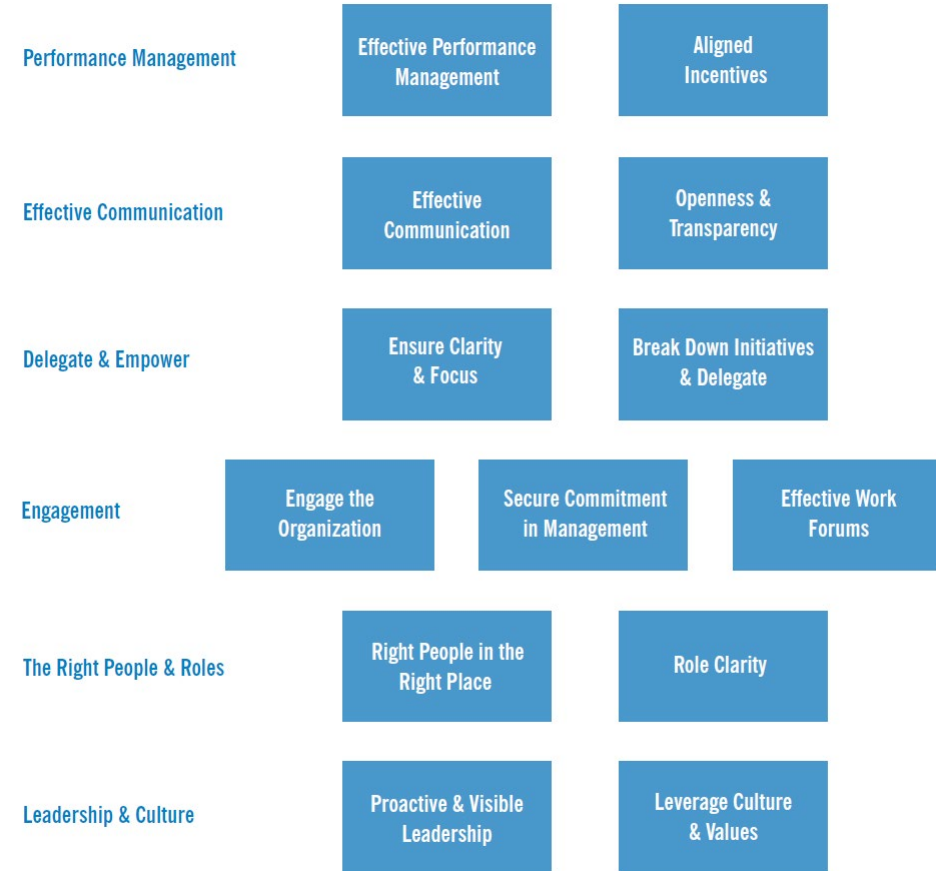 Performance Management
Effective Performance
Management
Aligned
Incentives
Effective Communication
Effective
Communication
Openness &
Transparency
Delegate & Empower
Ensure Clarity
& Focus
Break Down Initiatives
& Delegate
Engagement
Engage the
Organization
Secure Commitment
in Management
Effective Work
Forums
The Right People & Roles
Right People in the
Right Place
Role Clarity
Leadership & Culture
Proactive & Visible
Leadership
Leverage Culture
& Values